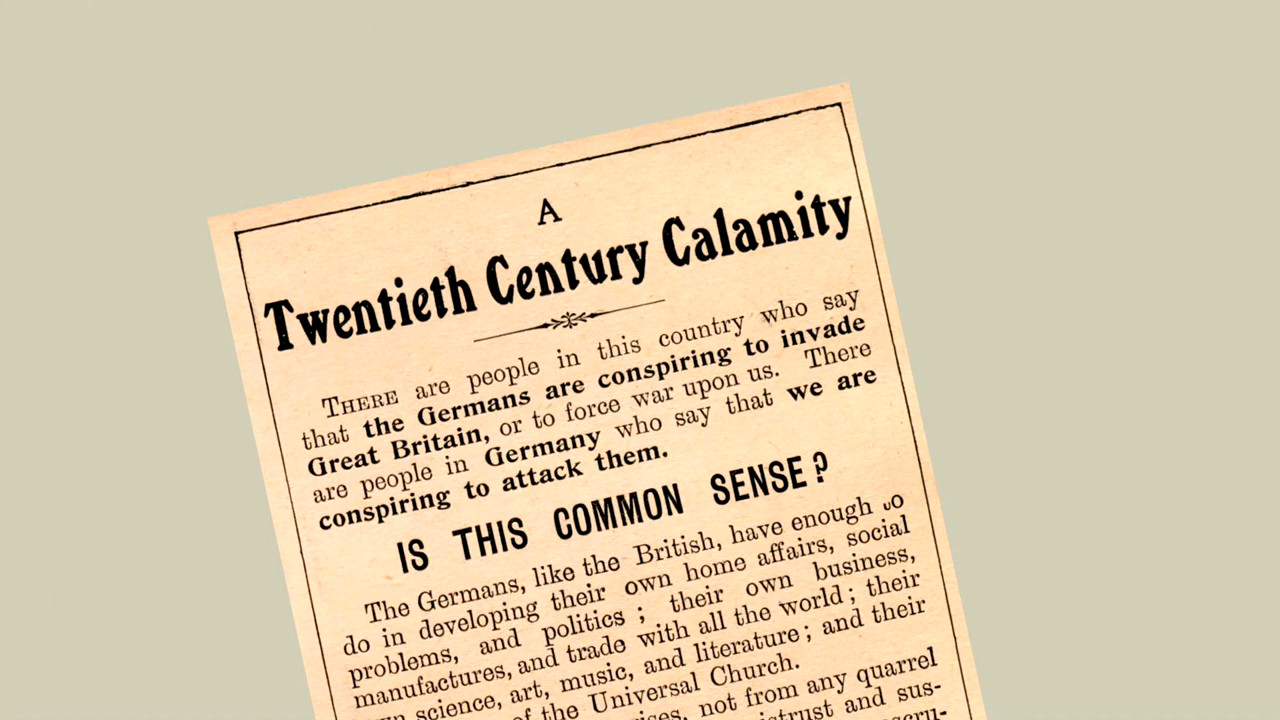 A
Twentieth Century Calamity
THERE are people in this country who say
that the Germans are conspiring to invade
Great Britain, or to force war upon us. There
are people in Germany who say that we are
conspiring to attack them.
IS THIS COMMON SENSE?
The Germans, like the British, have enough to
do in developing their own home affairs, social
problems, and politics; their own business,
manufactures, and trade with all the world; their
science, art, music, and literature; and their
of the Universal Church.
not from any quarrel
and sus-